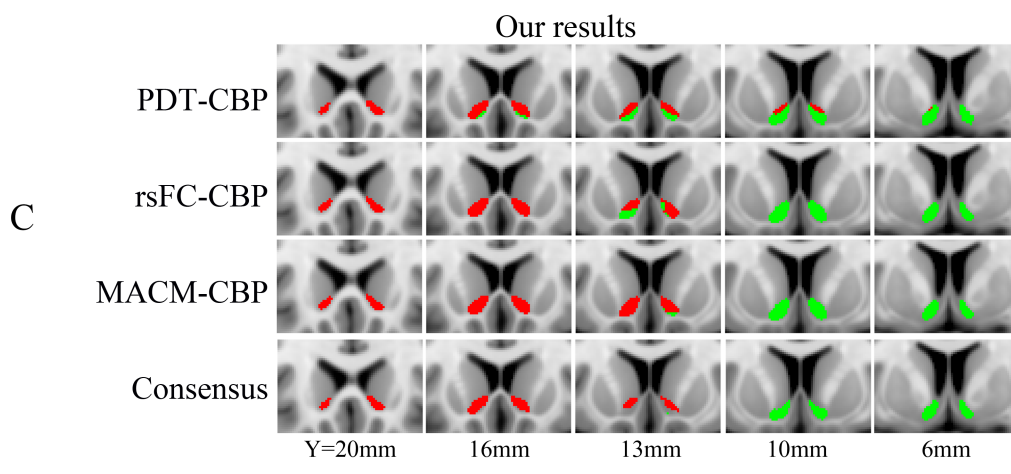 Our results
C
PDT-CBP
rsFC-CBP
MACM-CBP
Consensus
Y=20mm 16mm 13mm 10mm 6mm